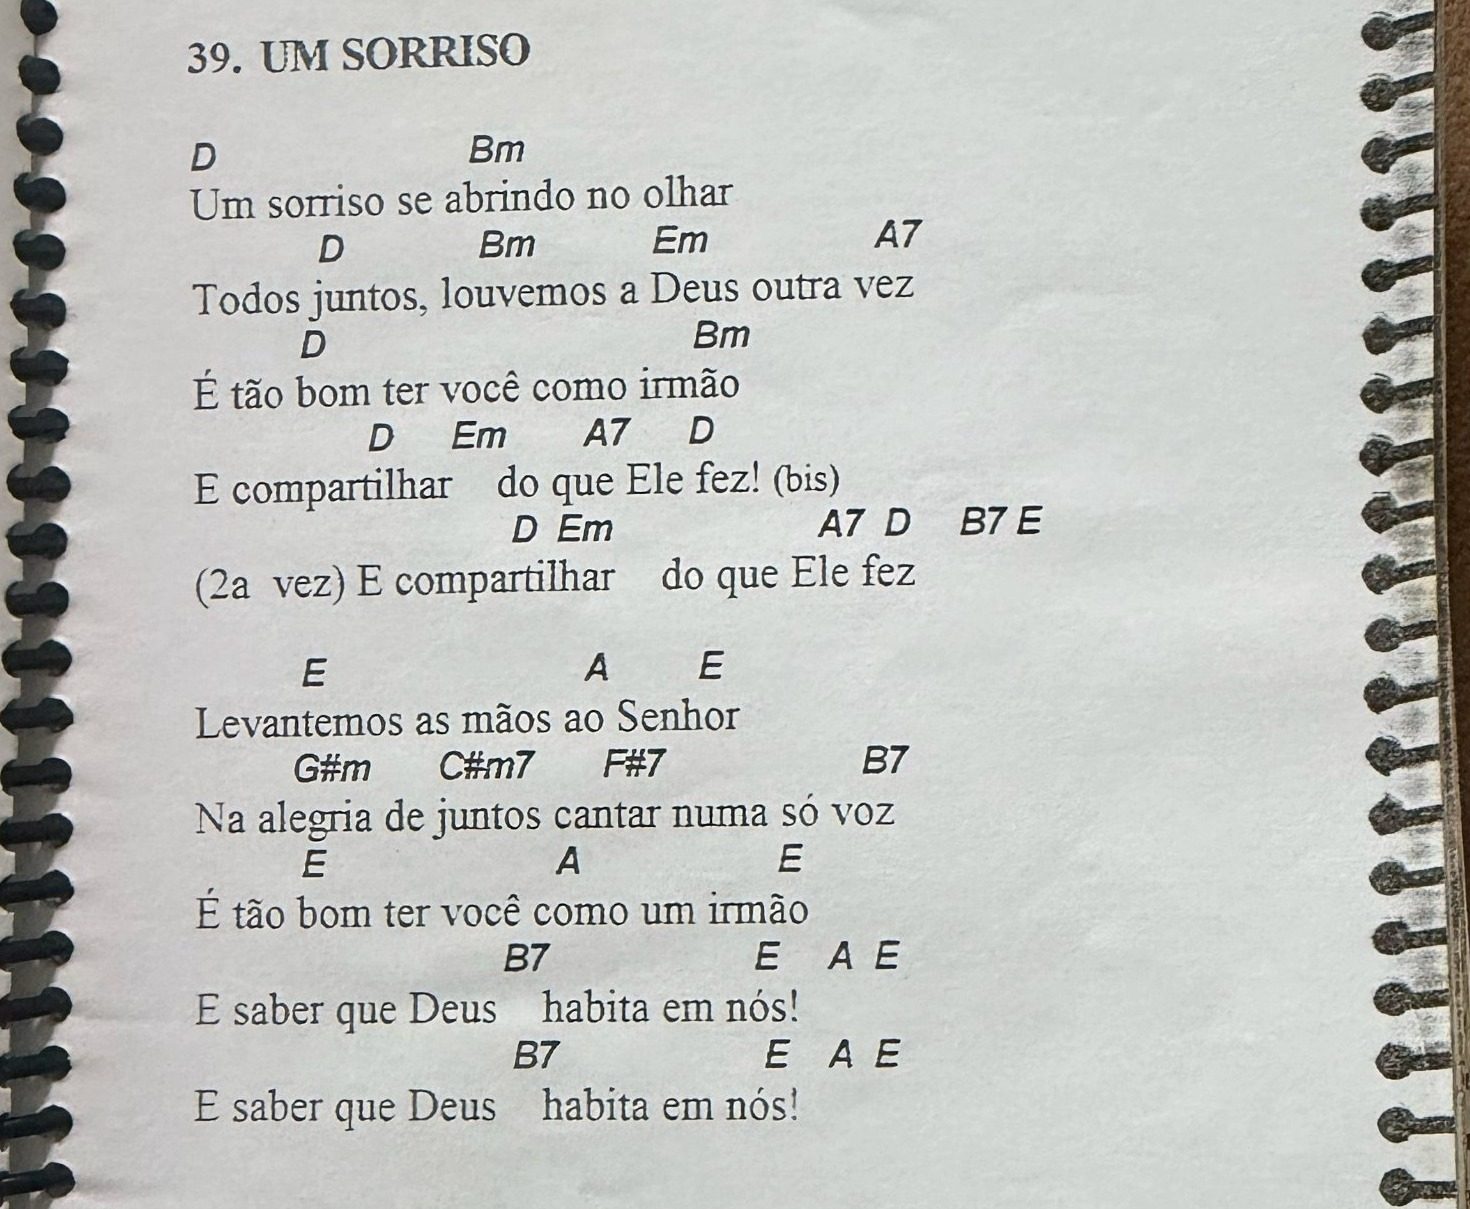 39. UM SORRISO
D Bm
Um sorriso se abrindo no olhar
D Bm Em A7
Todos juntos, louvemos a Deus outra vez
D Bm
É tão bom ter você como irmão
D Em A7 D
E compartilhar do que Ele fez! (bis)
D Em A7 D B7 E
(2a vez) E compartilhar do que Ele fez
E A E
Levantemos as mãos ao Senhor
G#m C#m7 F#7 B7
Na alegria de juntos cantar numa só voz
E A E
É tão bom ter você como um irmão
B7 E A E
E saber que Deus habita em nós!
B7 E A E
E saber que Deus habita em nós!